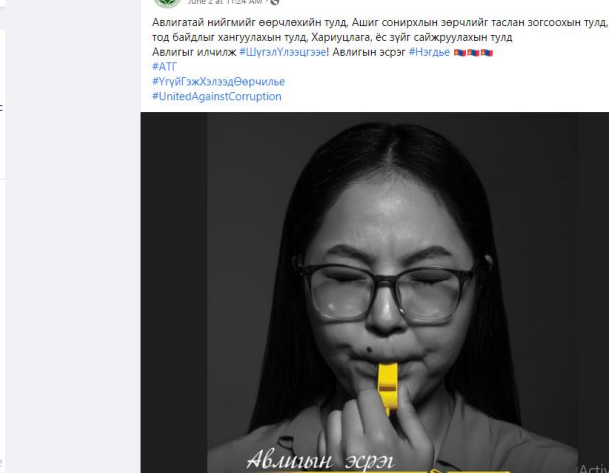 June 2 at 11:24 AM ·
Авлигатай нийгмийг өөрчлөхийн тулд, Ашиг сонирхлын зөрчлийг таслан зогсоохын тулд,
тод байдлыг хангуулахын тулд, Хариуцлага, ёс зүйг сайжруулахын тулд
Авлигыг илчилж #ШүгэлҮлээцгээе! Авлигын эсрэг #Нэгдье 🇲🇳🇲🇳🇲🇳
#АТГ
#ҮгүйГэжХэлээдӨөрчилье
#UnitedAgainstCorruption
Авлигын эсрэг